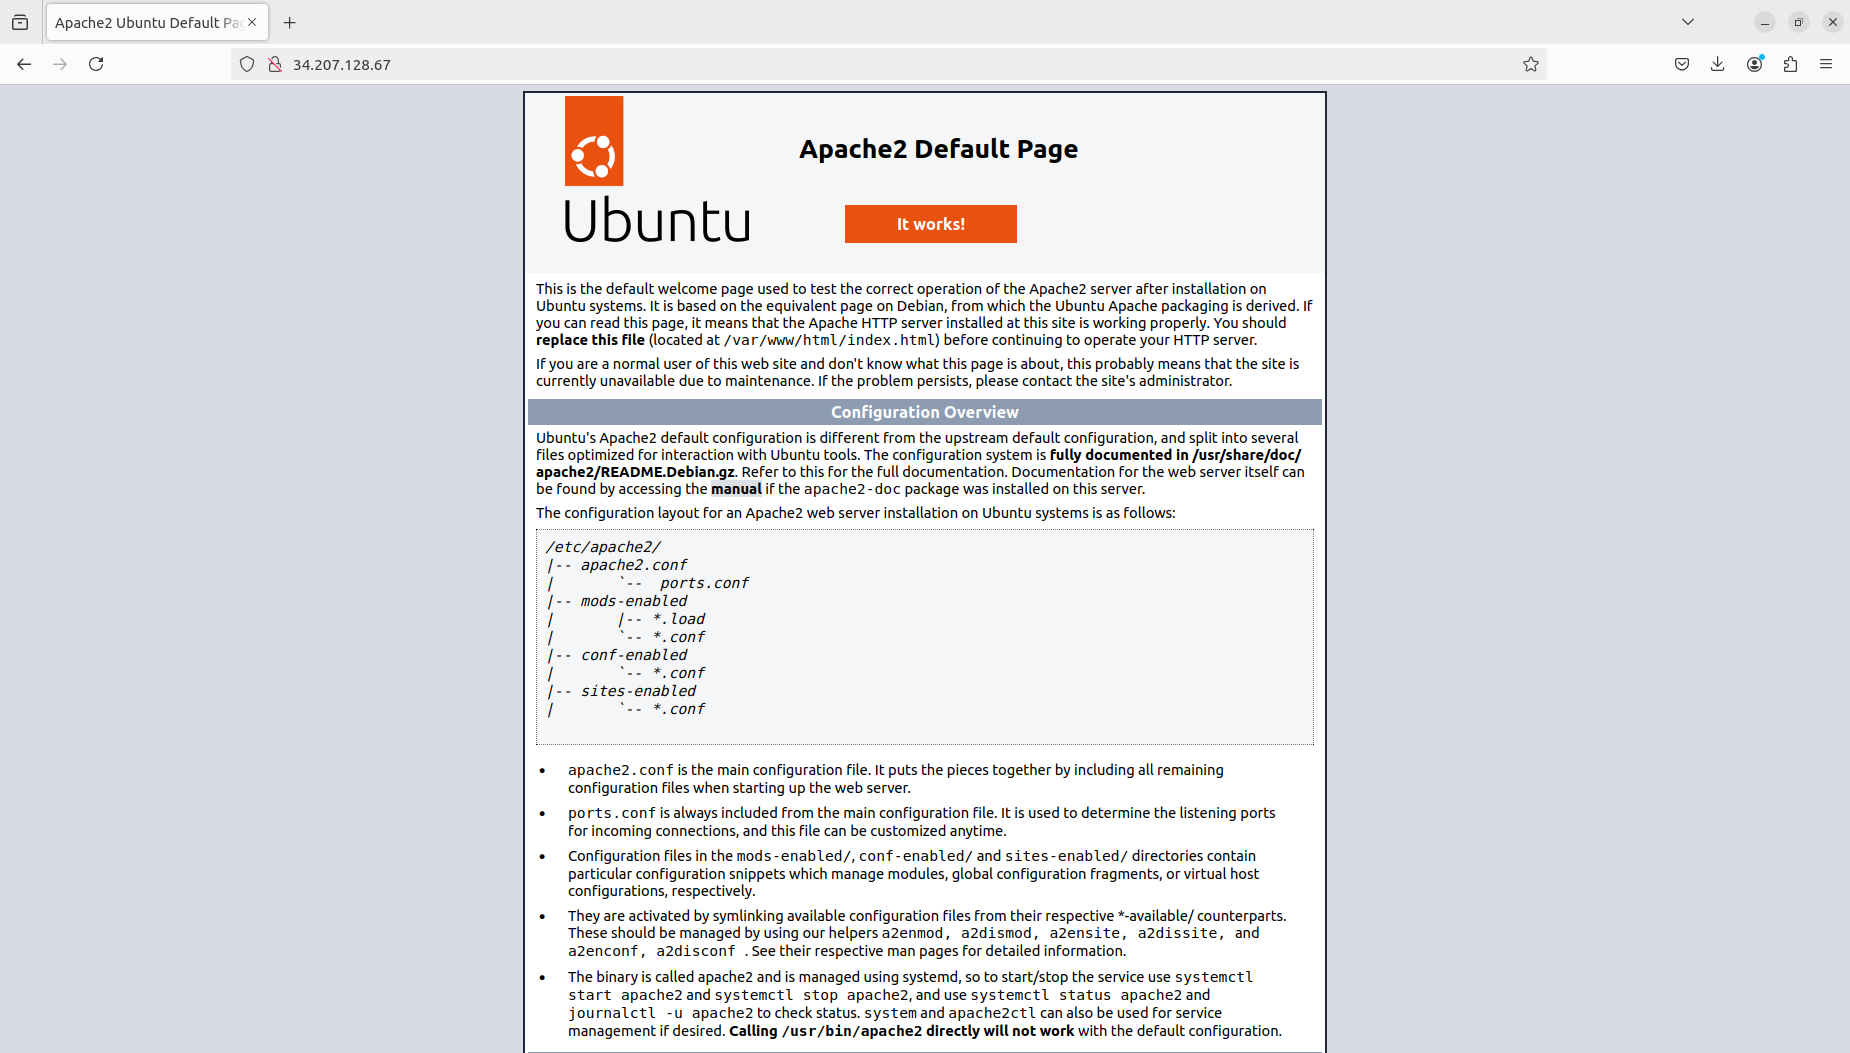 Apache2 Ubuntu Default Pa
34.207.128.67
Apache2 Default Page
Ubuntu
It works!
This is the default welcome page used to test the correct operation of the Apache2 server after installation on
Ubuntu systems. It is based on the equivalent page on Debian, from which the Ubuntu Apache packaging is derived. If
you can read this page, it means that the Apache HTTP server installed at this site is working properly. You should
replace this file (located at /var/www/html/index.html) before continuing to operate your HTTP server.
If you are a normal user of this web site and don't know what this page is about, this probably means that the site is
currently unavailable due to maintenance. If the problem persists, please contact the site's administrator.
Configuration Overview
Ubuntu's Apache2 default configuration is different from the upstream default configuration, and split into several
files optimized for interaction with Ubuntu tools. The configuration system is fully documented in /usr/share/doc/
apache2/README.Debian.gz. Refer to this for the full documentation. Documentation for the web server itself can
be found by accessing the manual if the apache2-doc package was installed on this server.
The configuration layout for an Apache2 web server installation on Ubuntu systems is as follows:
/etc/apache2/
|-- apache2.conf
|       `--  ports.conf
|-- mods-enabled
|       |-- *.load
|       `-- *.conf
|-- conf-enabled
|       `-- *.conf
|-- sites-enabled
|       `-- *.conf
• apache2.conf is the main configuration file. It puts the pieces together by including all remaining
configuration files when starting up the web server.
• ports.conf is always included from the main configuration file. It is used to determine the listening ports
for incoming connections, and this file can be customized anytime.
• Configuration files in the mods-enabled/, conf-enabled/ and sites-enabled/ directories contain
particular configuration snippets which manage modules, global configuration fragments, or virtual host
configurations, respectively.
• They are activated by symlinking available configuration files from their respective *-available/ counterparts.
These should be managed by using our helpers a2enmod, a2dismod, a2ensite, a2dissite, and
a2enconf, a2disconf . See their respective man pages for detailed information.
• The binary is called apache2 and is managed using systemd, so to start/stop the service use systemctl
start apache2 and systemctl stop apache2, and use systemctl status apache2 and
journalctl -u apache2 to check status. system and apache2ctl can also be used for service
management if desired. Calling /usr/bin/apache2 directly will not work with the default configuration.